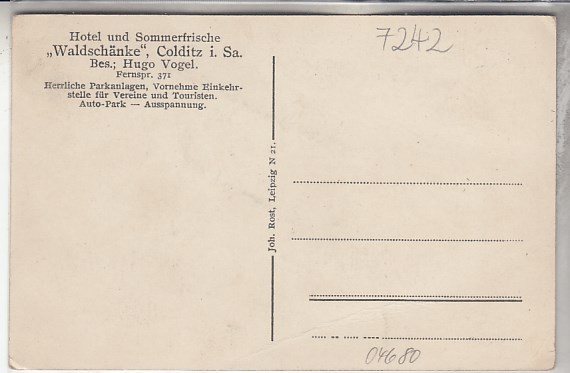 Hotel und Sommerfrische
„Waldschänke“, Colditz i. Sa.
Bes.; Hugo Vogel.
Fernspr. 371
Herrliche Parkanlagen, Vornehme Einkehr-
stelle für Vereine und Touristen.
Auto-Park — Ausspannung.
7242
Joh. Rost, Leipzig N 21.
04680